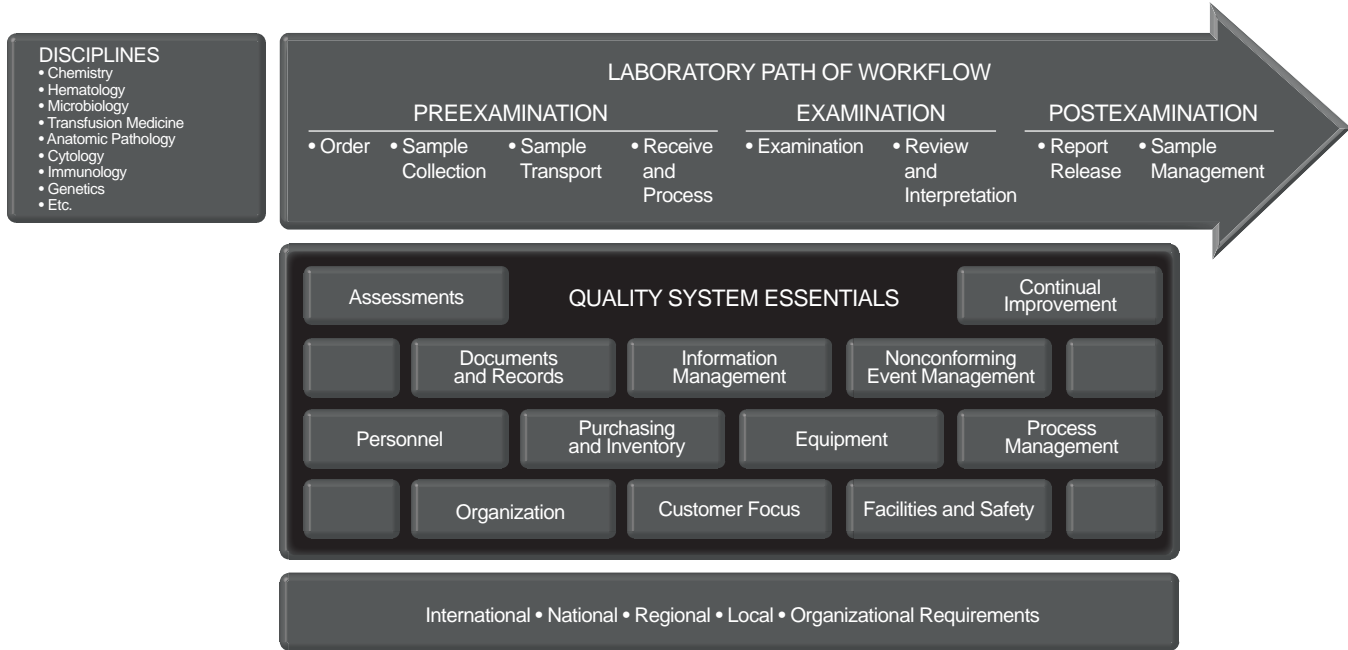 DISCIPLINES
• Chemistry
• Hematology
• Microbiology
• Transfusion Medicine
• Anatomic Pathology
• Cytology
• Immunology
• Genetics
• Etc.
LABORATORY PATH OF WORKFLOW
PREEXAMINATION
• Order
• Sample
Collection
• Sample
Transport
• Receive
and
Process
EXAMINATION
• Examination
• Review
and
Interpretation
POSTEXAMINATION
• Report
Release
• Sample
Management
Assessments
QUALITY SYSTEM ESSENTIALS
Continual
Improvement
Documents
and Records
Information
Management
Nonconforming
Event Management
Personnel
Purchasing
and Inventory
Equipment
Process
Management
Organization
Customer Focus
Facilities and Safety
International • National • Regional • Local • Organizational Requirements